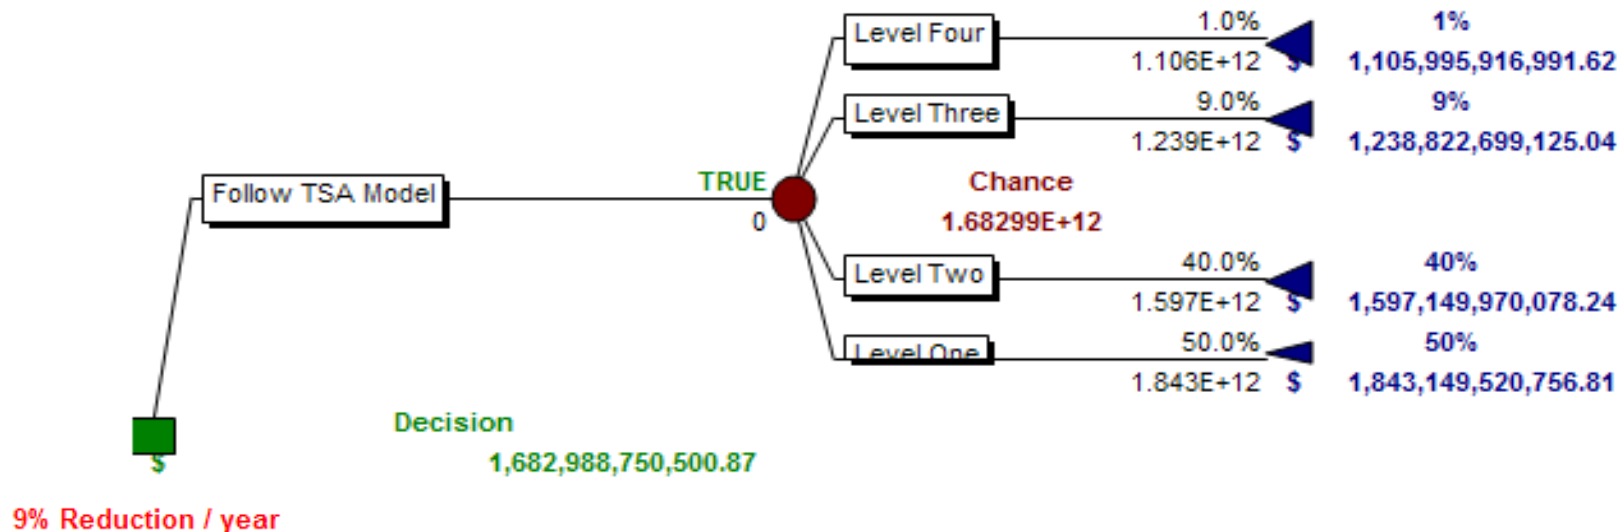 Level Four 1.0% 1%
1.106E+12 $ 1,105,995,916,991.62
Level Three 9.0% 9%
1.239E+12 $ 1,238,822,699,125.04
Follow TSA Model TRUE Chance
0 1.68299E+12
Level Two 40.0% 40%
1.597E+12 $ 1,597,149,970,078.24
Level One 50.0% 50%
1.843E+12 $ 1,843,149,520,756.81
Decision
$ 1,682,988,750,500.87
9% Reduction / year